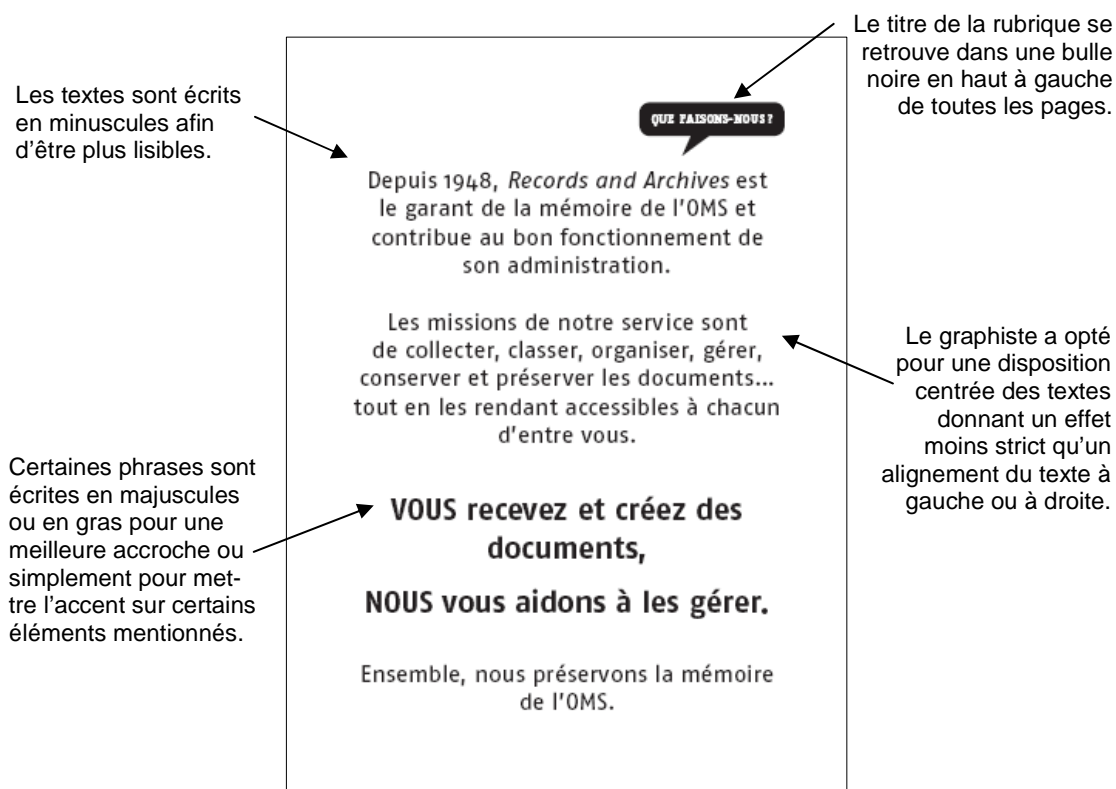 Le titre de la rubrique se
retrouve dans une bulle
noire en haut à gauche
de toutes les pages.
Les textes sont écrits
en minuscules afin
d'être plus lisibles.
QUE FAISONS-NOUS?
Depuis 1948, Records and Archives est
le garant de la mémoire de l'OMS et
contribue au bon fonctionnement de
son administration.
Les missions de notre service sont
de collecter, classer, organiser, gérer,
conserver et préserver les documents...
tout en les rendant accessibles à chacun
d'entre vous.
Le graphiste a opté
pour une disposition
centrée des textes
donnant un effet
moins strict qu'un
alignement du texte à
gauche ou à droite.
Certaines phrases sont
écrites en majuscules
ou en gras pour une
meilleure accroche ou
simplement pour met-
tre l'accent sur certains
éléments mentionnés.
VOUS recevez et créez des
documents,
NOUS vous aidons à les gérer.
Ensemble, nous préservons la mémoire
de l'OMS.